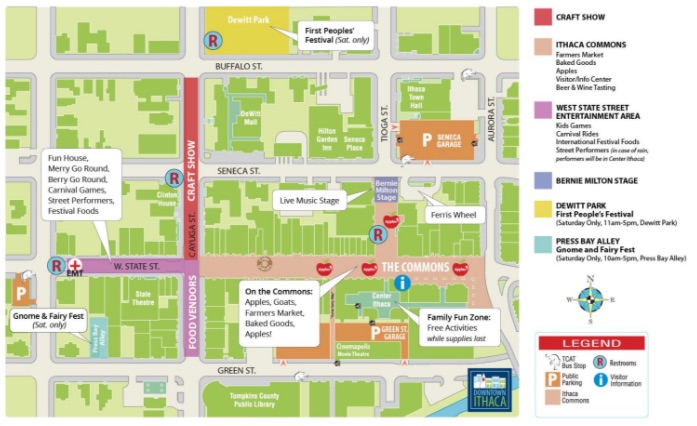 Dewitt Park
R
First Peoples'
Festival (Sat. only)
BUFFALO ST.
DeWitt
Mall
Hilton
Garden
Inn
Seneca
Place
TIOGA ST.
Ithaca
Town
Hall
P SENECA
GARAGE
AURORA ST.
SENECA ST.
Fun House,
Merry Go Round,
Berry Go Round,
Carnival Games,
Street Performers,
Festival Foods
R
Clinton
House
CRAFT SHOW
CAYUGA ST.
Live Music Stage
Bernie
Milton
Stage
Ferris Wheel
R
R
EMT
W. STATE ST.
THE COMMONS
i
P
State
Theatre
Gnome & Fairy Fest
(Sat. only)
Press Bay
Alley
FOOD VENDORS
On the Commons:
Apples, Goats,
Farmers Market,
Baked Goods,
Apples!
Center
Ithaca
Family Fun Zone:
Free Activities
while supplies last
P GREEN ST.
GARAGE
Cinemapolis
Movie Theatre
GREEN ST.
Tompkins County
Public Library
DOWNTOWN
ITHACA
CRAFT SHOW
ITHACA COMMONS
Farmers Market
Baked Goods
Apples
Visitor/Info Center
Beer & Wine Tasting
WEST STATE STREET
ENTERTAINMENT AREA
Kids Games
Carnival Rides
International Festival Foods
Street Performers (in case of rain,
performers will be in Center Ithaca)
BERNIE MILTON STAGE
DEWITT PARK
First People's Festival
(Saturday Only, 11am-5pm, Dewitt Park)
PRESS BAY ALLEY
Gnome and Fairy Fest
(Saturday Only, 10am-5pm, Press Bay Alley)
N
W
E
S
LEGEND
TCAT
Bus Stop
R Restrooms
P Public
Parking
i Visitor
Information
Ithaca
Commons